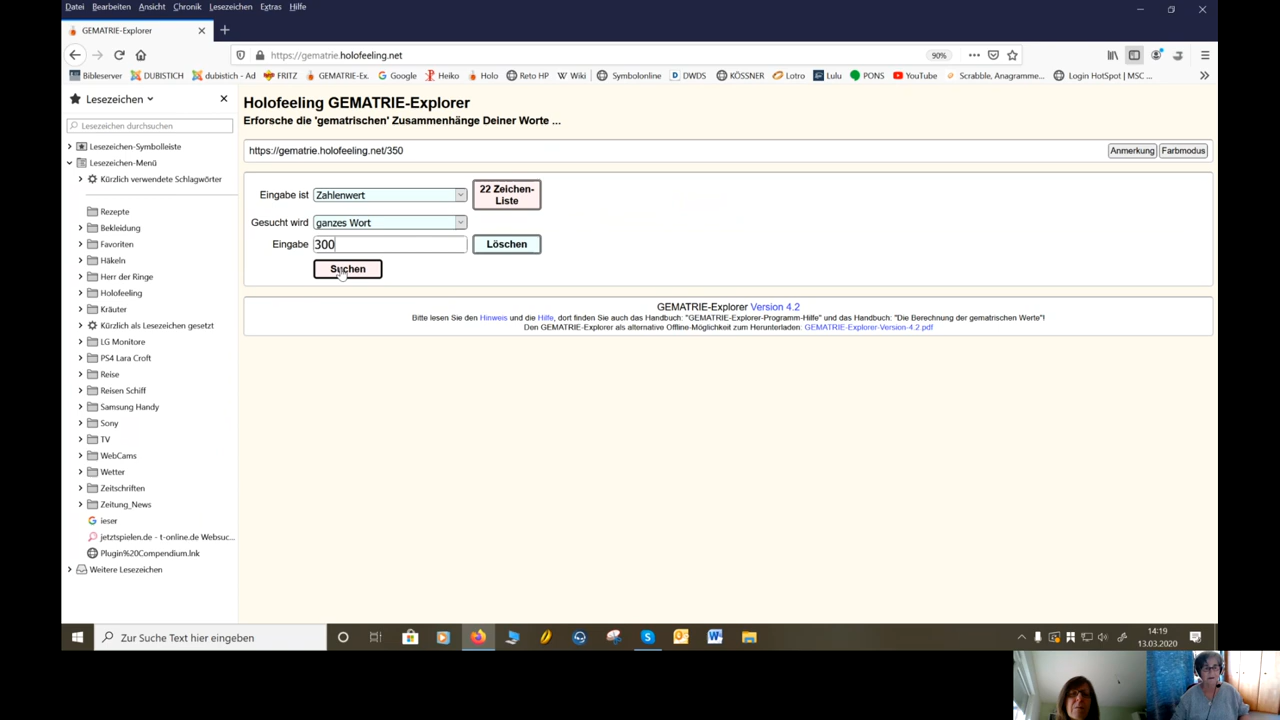 Datei Bearbeiten Ansicht Chronik Lesezeichen Extras Hilfe
GEMATRIE-Explorer
https://gematrie.holofeeling.net 90%
Bibleserver DUBISTICH dubistich - Ad FRITZ GEMATRIE-Ex. Google Heiko Holo Reto HP Wiki Symbolonline DWDS KÖSSNER Lotro Lulu PONS YouTube Scrabble, Anagramme... Login HotSpot | MSC ...
Lesezeichen
Lesezeichen durchsuchen
Lesezeichen-Symbolleiste
Lesezeichen-Menü
Kürzlich verwendete Schlagwörter
Rezepte
Bekleidung
Favoriten
Häkeln
Herr der Ringe
Holofeeling
Kräuter
Kürzlich als Lesezeichen gesetzt
LG Monitore
PS4 Lara Croft
Reise
Reisen Schiff
Samsung Handy
Sony
TV
WebCams
Wetter
Zeitschriften
Zeitung_News
ieser
jetztspielen.de - t-online.de Websuc...
Plugin%20Compendium.lnk
Weitere Lesezeichen
Holofeeling GEMATRIE-Explorer
Erforsche die 'gematrischen' Zusammenhänge Deiner Worte ...
https://gematrie.holofeeling.net/350 Anmerkung Farbmodus
Eingabe ist Zahlenwert 22 Zeichen-
Liste
Gesucht wird ganzes Wort
Eingabe 300 Löschen
Suchen
GEMATRIE-Explorer Version 4.2
Bitte lesen Sie den Hinweis und die Hilfe, dort finden Sie auch das Handbuch: "GEMATRIE-Explorer-Programm-Hilfe" und das Handbuch: "Die Berechnung der gematrischen Werte"!
Den GEMATRIE-Explorer als alternative Offline-Möglichkeit zum Herunterladen: GEMATRIE-Explorer-Version-4.2.pdf
Zur Suche Text hier eingeben
14:19
13.03.2020